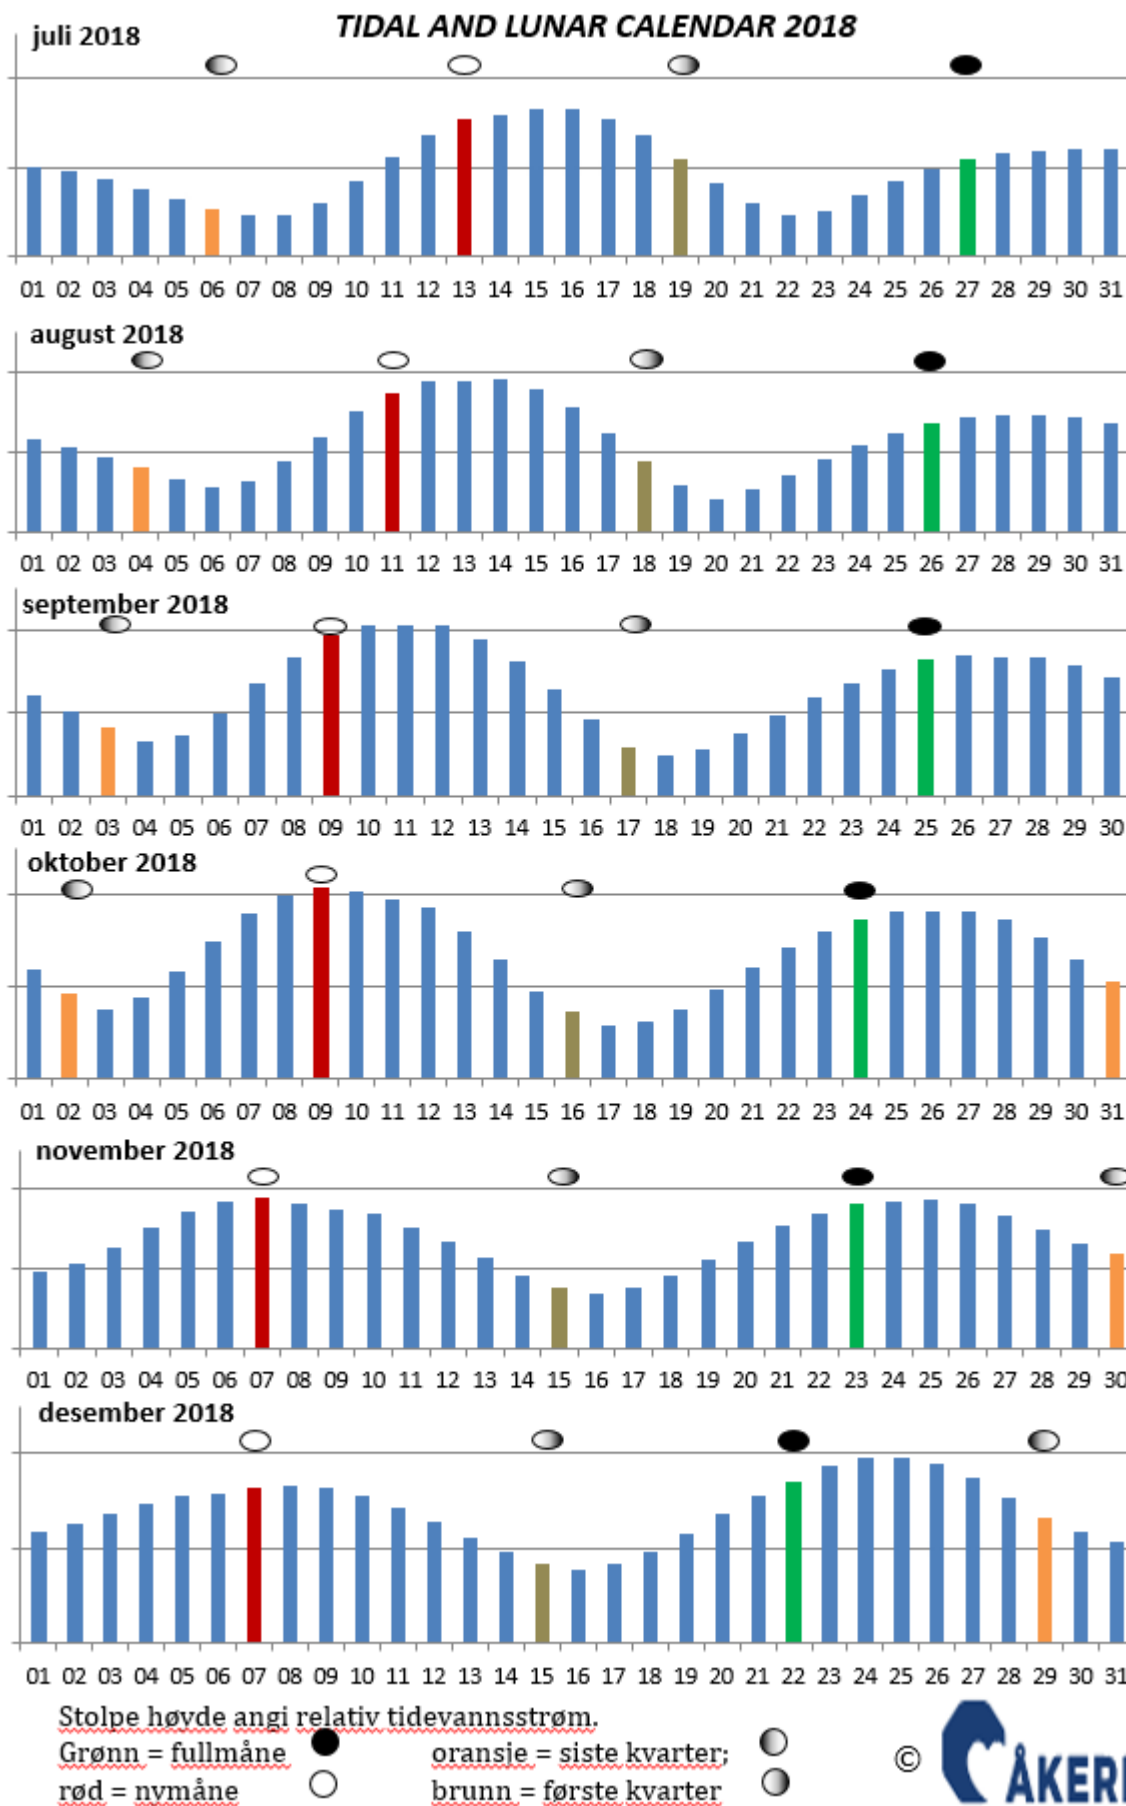 TIDAL AND LUNAR CALENDAR 2018
juli 2018
01 02 03 04 05 06 07 08 09 10 11 12 13 14 15 16 17 18 19 20 21 22 23 24 25 26 27 28 29 30 31
august 2018
01 02 03 04 05 06 07 08 09 10 11 12 13 14 15 16 17 18 19 20 21 22 23 24 25 26 27 28 29 30 31
september 2018
01 02 03 04 05 06 07 08 09 10 11 12 13 14 15 16 17 18 19 20 21 22 23 24 25 26 27 28 29 30
oktober 2018
01 02 03 04 05 06 07 08 09 10 11 12 13 14 15 16 17 18 19 20 21 22 23 24 25 26 27 28 29 30 31
november 2018
01 02 03 04 05 06 07 08 09 10 11 12 13 14 15 16 17 18 19 20 21 22 23 24 25 26 27 28 29 30
desember 2018
01 02 03 04 05 06 07 08 09 10 11 12 13 14 15 16 17 18 19 20 21 22 23 24 25 26 27 28 29 30 31
Stolpe høvde angi relativ tidevannsstrøm.
Grønn = fullmåne oransje = siste kvarter;
rød = nymåne brunn = første kvarter
©